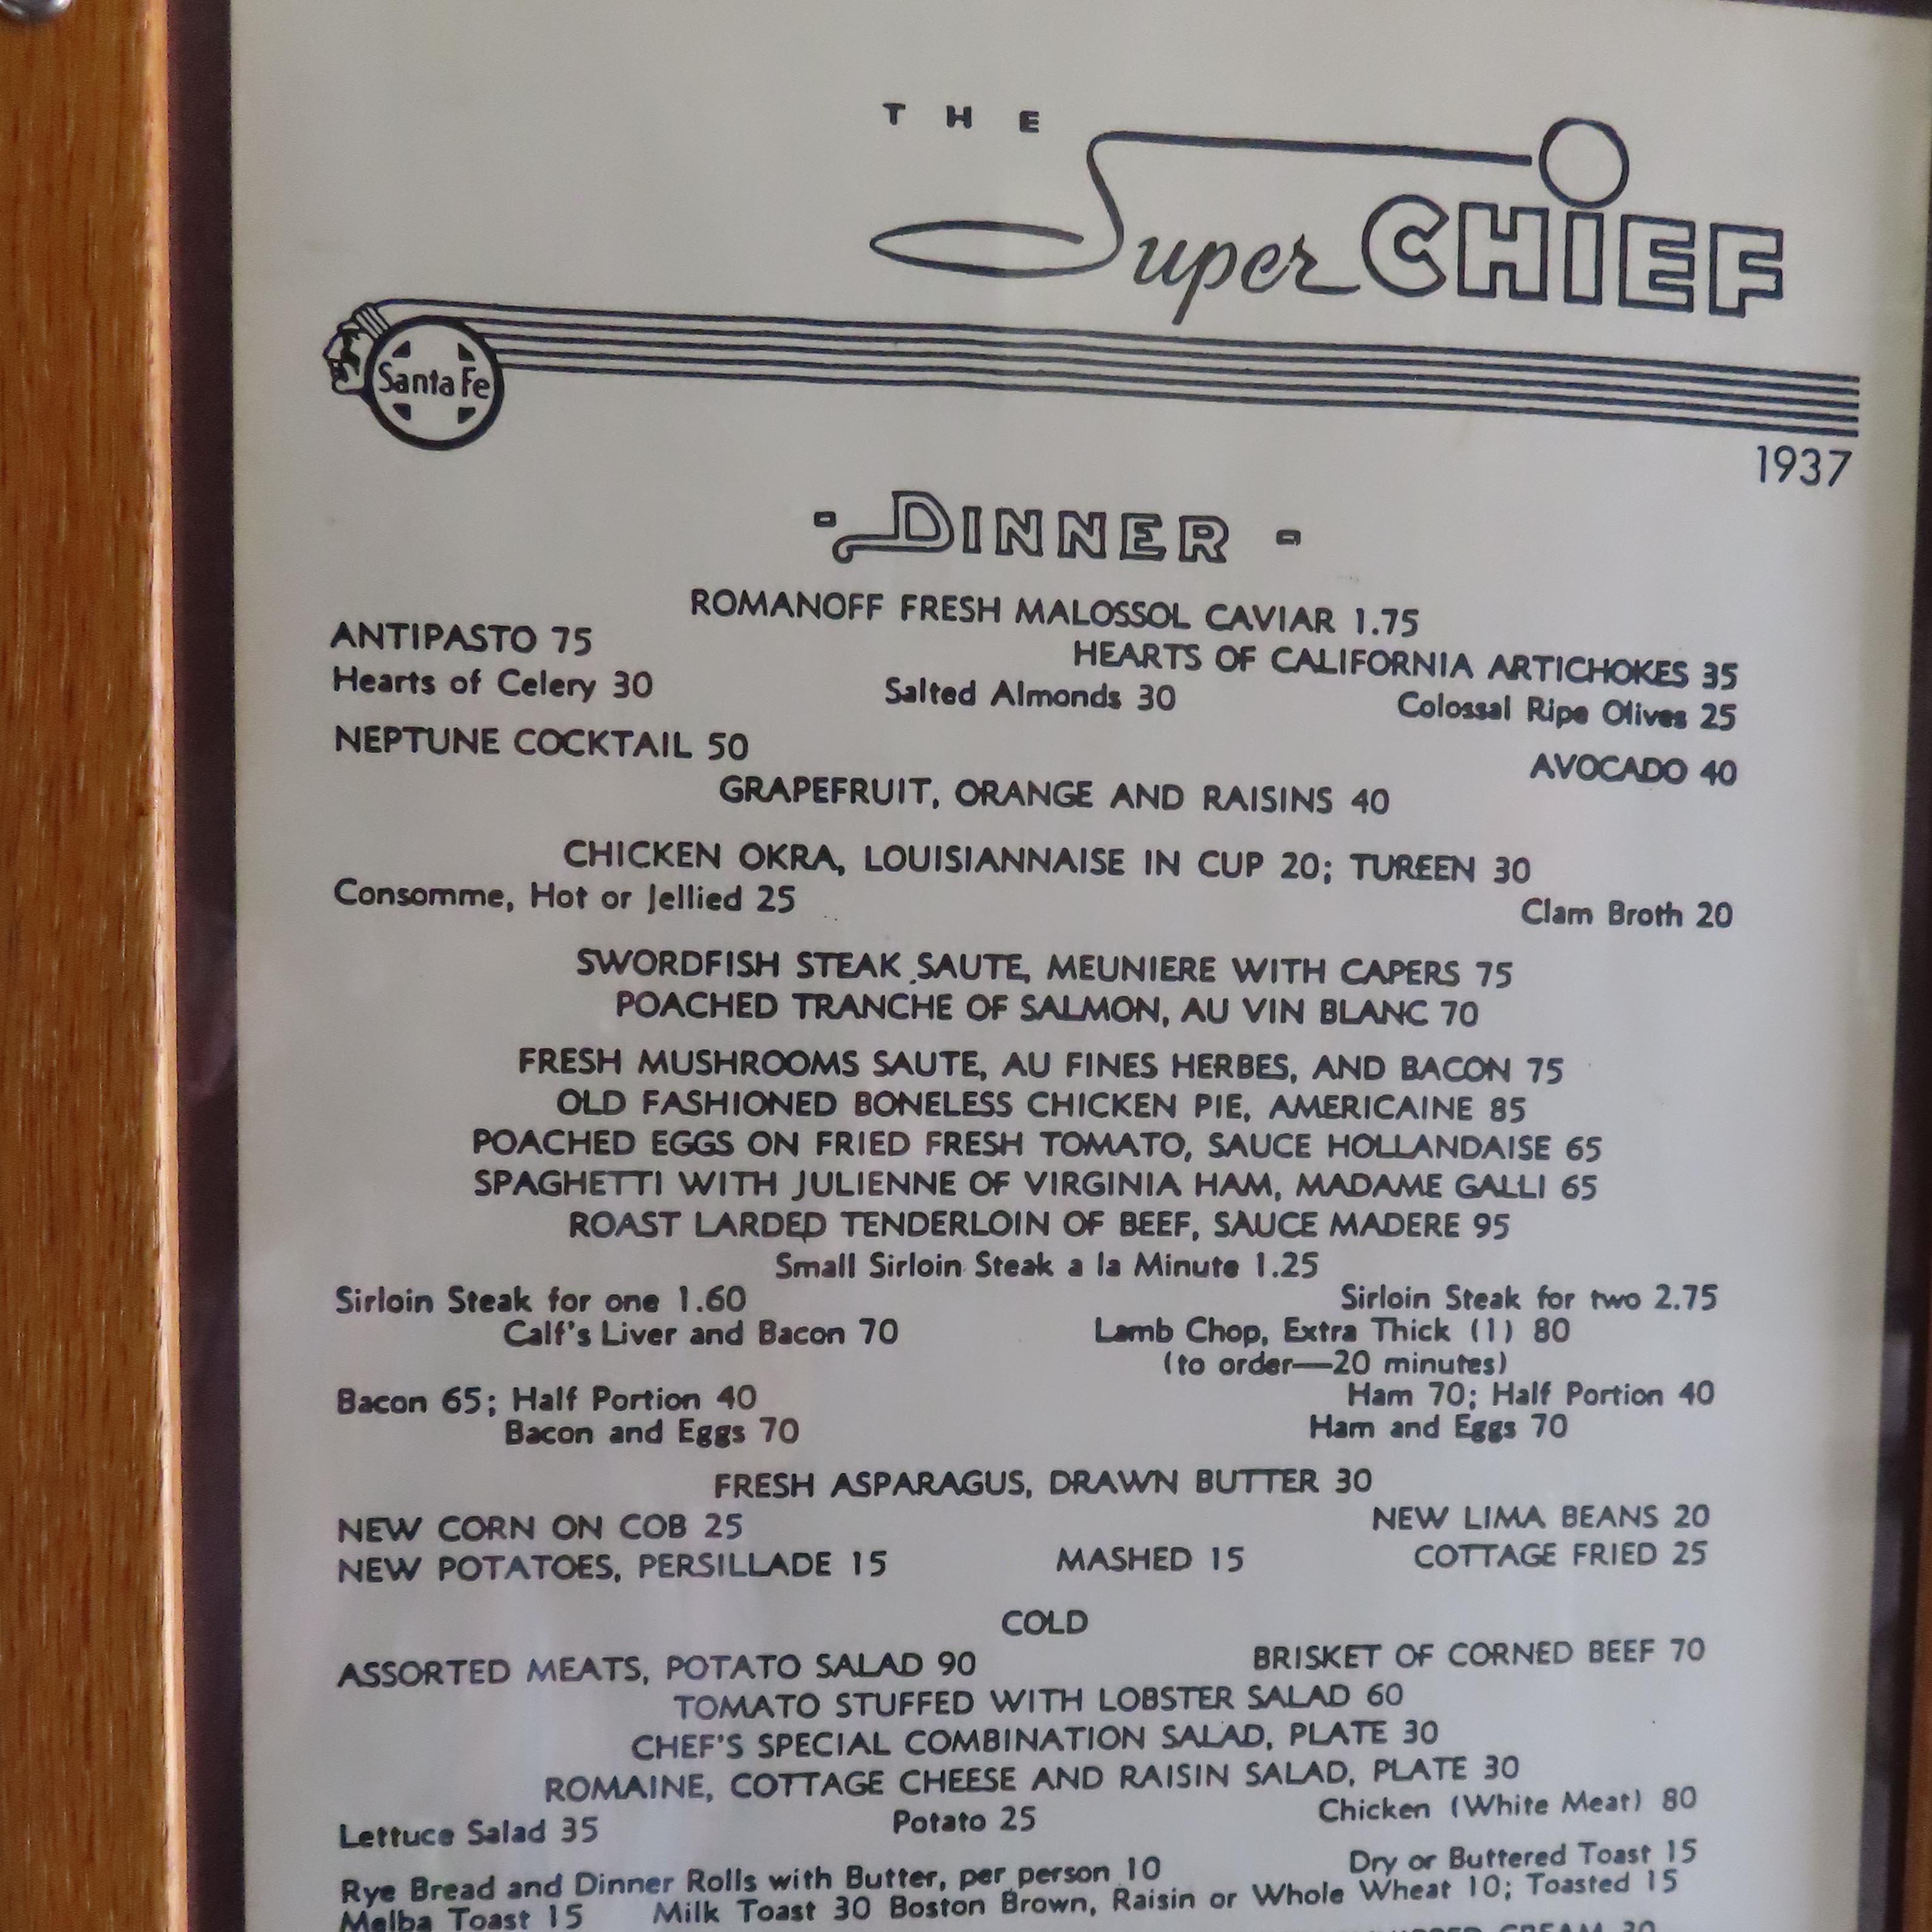 THE
Super CHiEF
Santa Fe
1937
- DINNER -
ROMANOFF FRESH MALOSSOL CAVIAR 1.75
ANTIPASTO 75
HEARTS OF CALIFORNIA ARTICHOKES 35
Hearts of Celery 30 Salted Almonds 30 Colossal Ripe Olives 25
NEPTUNE COCKTAIL 50 AVOCADO 40
GRAPEFRUIT, ORANGE AND RAISINS 40
CHICKEN OKRA, LOUISIANNAISE IN CUP 20; TUREEN 30
Consomme, Hot or Jellied 25 Clam Broth 20
SWORDFISH STEAK SAUTE, MEUNIERE WITH CAPERS 75
POACHED TRANCHE OF SALMON, AU VIN BLANC 70
FRESH MUSHROOMS SAUTE, AU FINES HERBES, AND BACON 75
OLD FASHIONED BONELESS CHICKEN PIE, AMERICAINE 85
POACHED EGGS ON FRIED FRESH TOMATO, SAUCE HOLLANDAISE 65
SPAGHETTI WITH JULIENNE OF VIRGINIA HAM, MADAME GALLI 65
ROAST LARDED TENDERLOIN OF BEEF, SAUCE MADERE 95
Small Sirloin Steak a la Minute 1.25
Sirloin Steak for one 1.60 Sirloin Steak for two 2.75
Calf's Liver and Bacon 70 Lamb Chop, Extra Thick (1) 80
(to order—20 minutes)
Bacon 65; Half Portion 40 Ham 70; Half Portion 40
Bacon and Eggs 70 Ham and Eggs 70
FRESH ASPARAGUS, DRAWN BUTTER 30
NEW CORN ON COB 25 NEW LIMA BEANS 20
NEW POTATOES, PERSILLADE 15 MASHED 15 COTTAGE FRIED 25
COLD
ASSORTED MEATS, POTATO SALAD 90 BRISKET OF CORNED BEEF 70
TOMATO STUFFED WITH LOBSTER SALAD 60
CHEF'S SPECIAL COMBINATION SALAD, PLATE 30
ROMAINE, COTTAGE CHEESE AND RAISIN SALAD, PLATE 30
Lettuce Salad 35 Potato 25 Chicken (White Meat) 80
Rye Bread and Dinner Rolls with Butter, per person 10 Dry or Buttered Toast 15
Melba Toast 15 Milk Toast 30 Boston Brown, Raisin or Whole Wheat 10; Toasted 15
CREAM 30